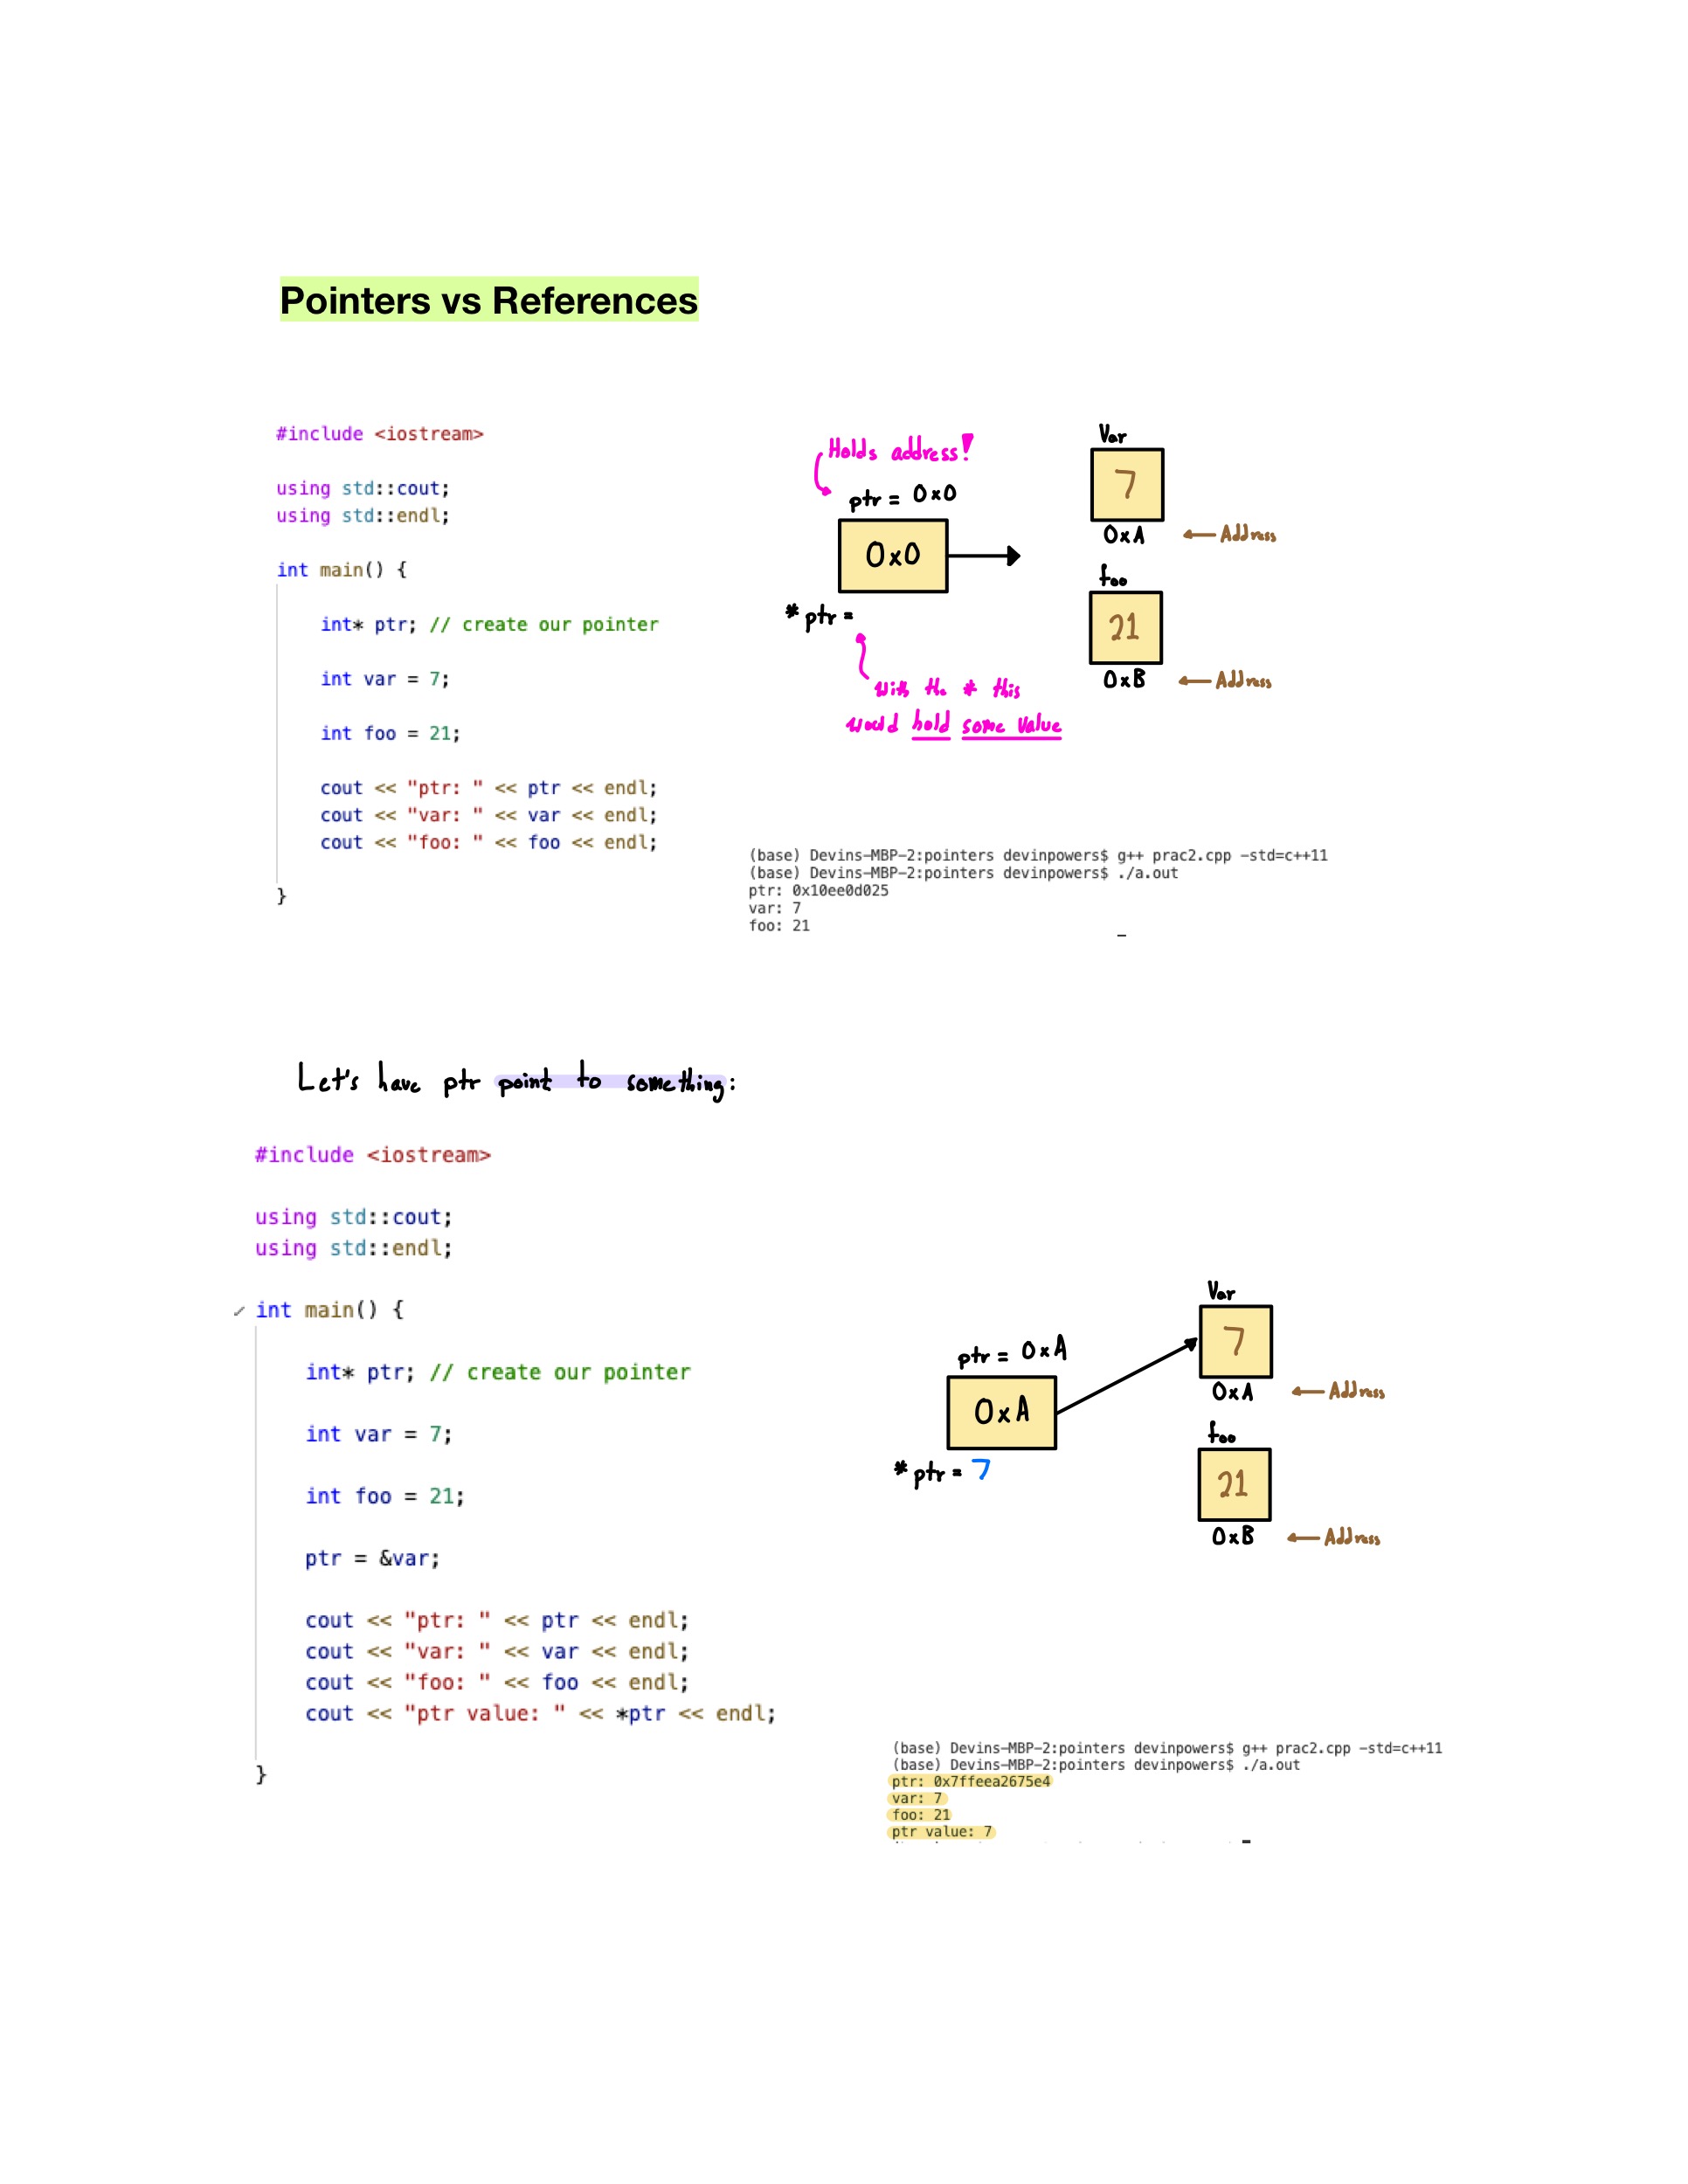 Pointers vs References
#include <iostream>
using std::cout;
using std::endl;
int main() {
int* ptr; // create our pointer
int var = 7;
int foo = 21;
cout << "ptr: " << ptr << endl;
cout << "var: " << var << endl;
cout << "foo: " << foo << endl;
}
Holds address!
ptr = 0x0
0x0
*ptr =
with the * this
would hold some value
Var
7
0xA ← Address
foo
21
0xB ← Address
(base) Devins-MBP-2:pointers devinpowers$ g++ prac2.cpp -std=c++11
(base) Devins-MBP-2:pointers devinpowers$ ./a.out
ptr: 0x10ee0d025
var: 7
foo: 21
Let's have ptr point to something:
#include <iostream>
using std::cout;
using std::endl;
int main() {
int* ptr; // create our pointer
int var = 7;
int foo = 21;
ptr = &var;
cout << "ptr: " << ptr << endl;
cout << "var: " << var << endl;
cout << "foo: " << foo << endl;
cout << "ptr value: " << *ptr << endl;
}
ptr = 0xA
0xA
*ptr = 7
Var
7
0xA ← Address
foo
21
0xB ← Address
(base) Devins-MBP-2:pointers devinpowers$ g++ prac2.cpp -std=c++11
(base) Devins-MBP-2:pointers devinpowers$ ./a.out
ptr: 0x7ffeea2675e4
var: 7
foo: 21
ptr value: 7